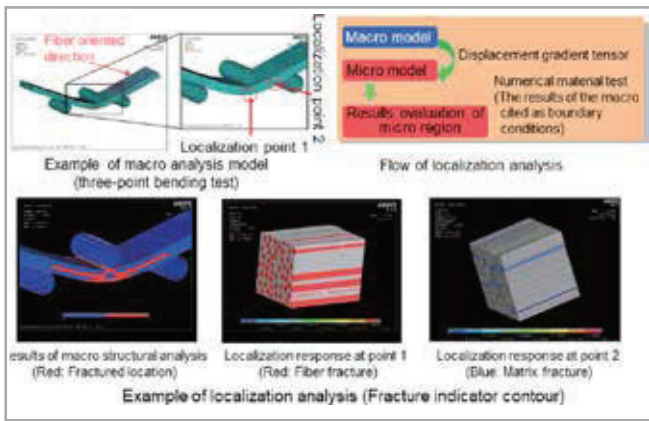 Fiber oriented
direction
Localization point 2
Localization point 1
Example of macro analysis model
(three-point bending test)
Macro model
Displacement gradient tensor
Micro model
Numerical material test
(The results of the macro
cited as boundary
conditions)
Results evaluation of
micro region
Flow of localization analysis
esults of macro structural analysis
(Red: Fractured location)
Localization response at point 1
(Red: Fiber fracture)
Localization response at point 2
(Blue: Matrix fracture)
Example of localization analysis (Fracture indicator contour)